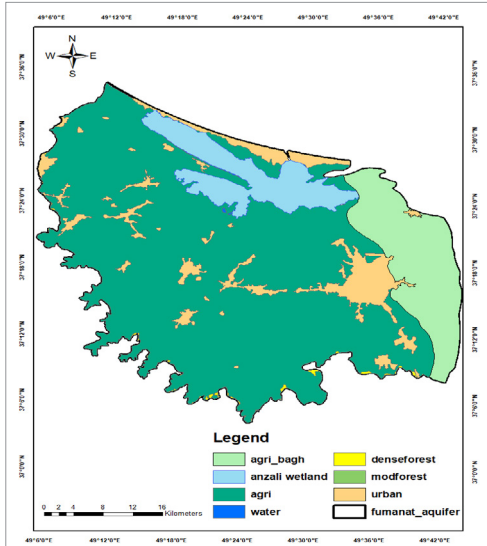 49°6'0"E 49°12'0"E 49°18'0"E 49°24'0"E 49°30'0"E 49°36'0"E 49°42'0"E
N
W E
S
Legend
agri_bagh denseforest
anzali wetland modforest
agri urban
water fumanat_aquifer
0 2 4 8 12 16
Kilometers
49°6'0"E 49°12'0"E 49°18'0"E 49°24'0"E 49°30'0"E 49°36'0"E 49°42'0"E